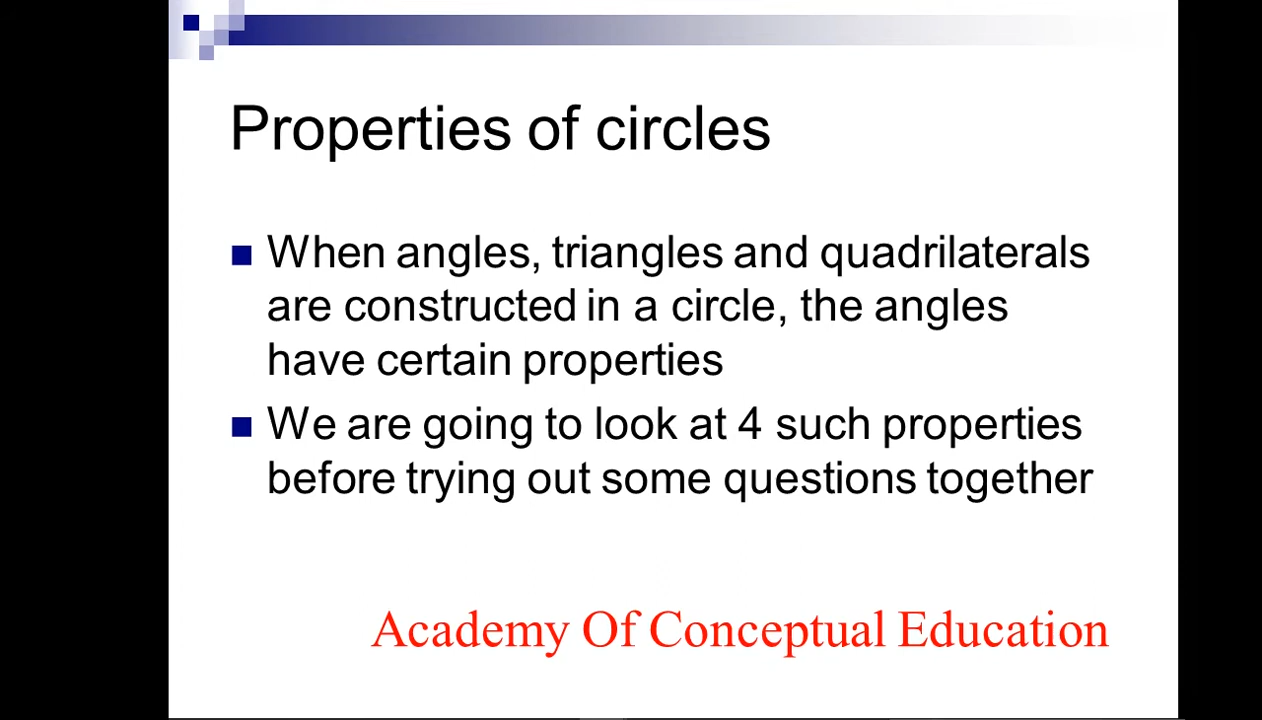 Properties of circles
When angles, triangles and quadrilaterals
are constructed in a circle, the angles
have certain properties
We are going to look at 4 such properties
before trying out some questions together
Academy Of Conceptual Education